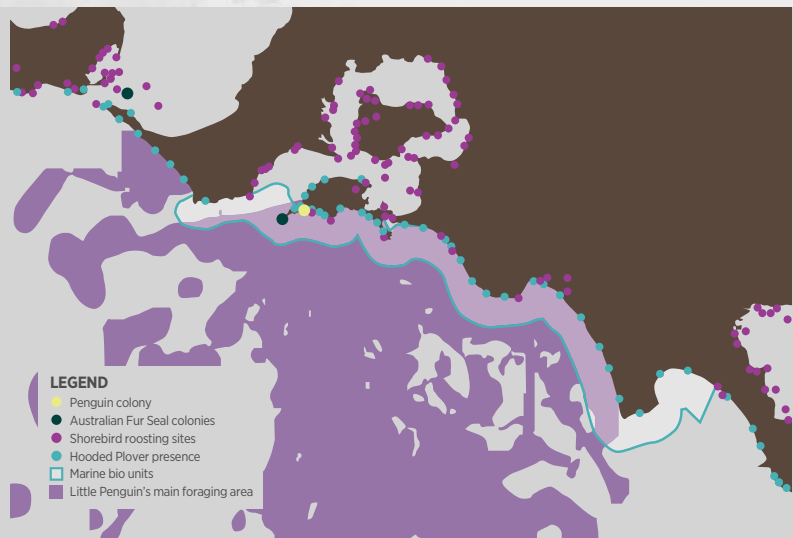 LEGEND
Penguin colony
Australian Fur Seal colonies
Shorebird roosting sites
Hooded Plover presence
Marine bio units
Little Penguin's main foraging area